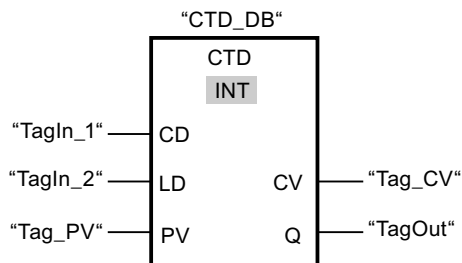 “CTD_DB“
CTD
INT
“TagIn_1“ CD
“TagIn_2“ LD CV “Tag_CV“
“Tag_PV“ PV Q “TagOut“